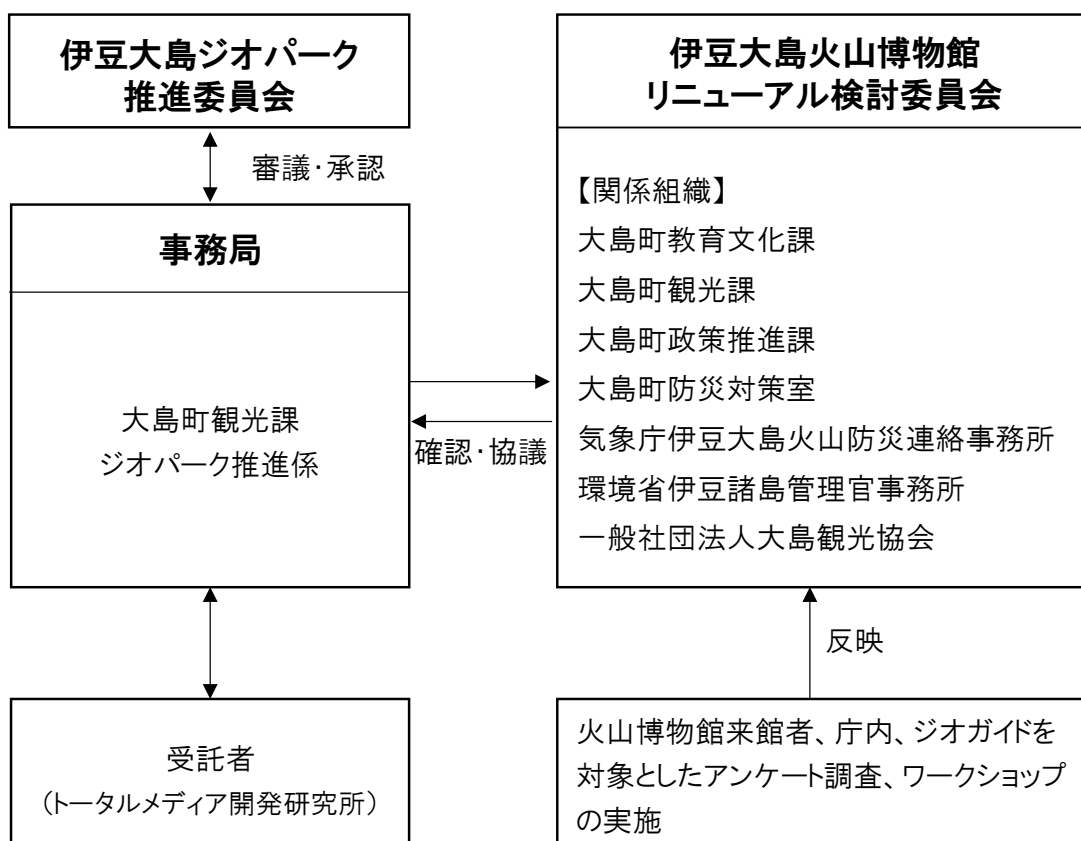 伊豆大島ジオパーク
推進委員会
審議・承認
事務局
大島町観光課
ジオパーク推進係
確認・協議
受託者
（トータルメディア開発研究所）
伊豆大島火山博物館
リニューアル検討委員会
【関係組織】
大島町教育文化課
大島町観光課
大島町政策推進課
大島町防災対策室
気象庁伊豆大島火山防災連絡事務所
環境省伊豆諸島管理官事務所
一般社団法人大島観光協会
反映
火山博物館来館者、庁内、ジオガイドを
対象としたアンケート調査、ワークショップ
の実施